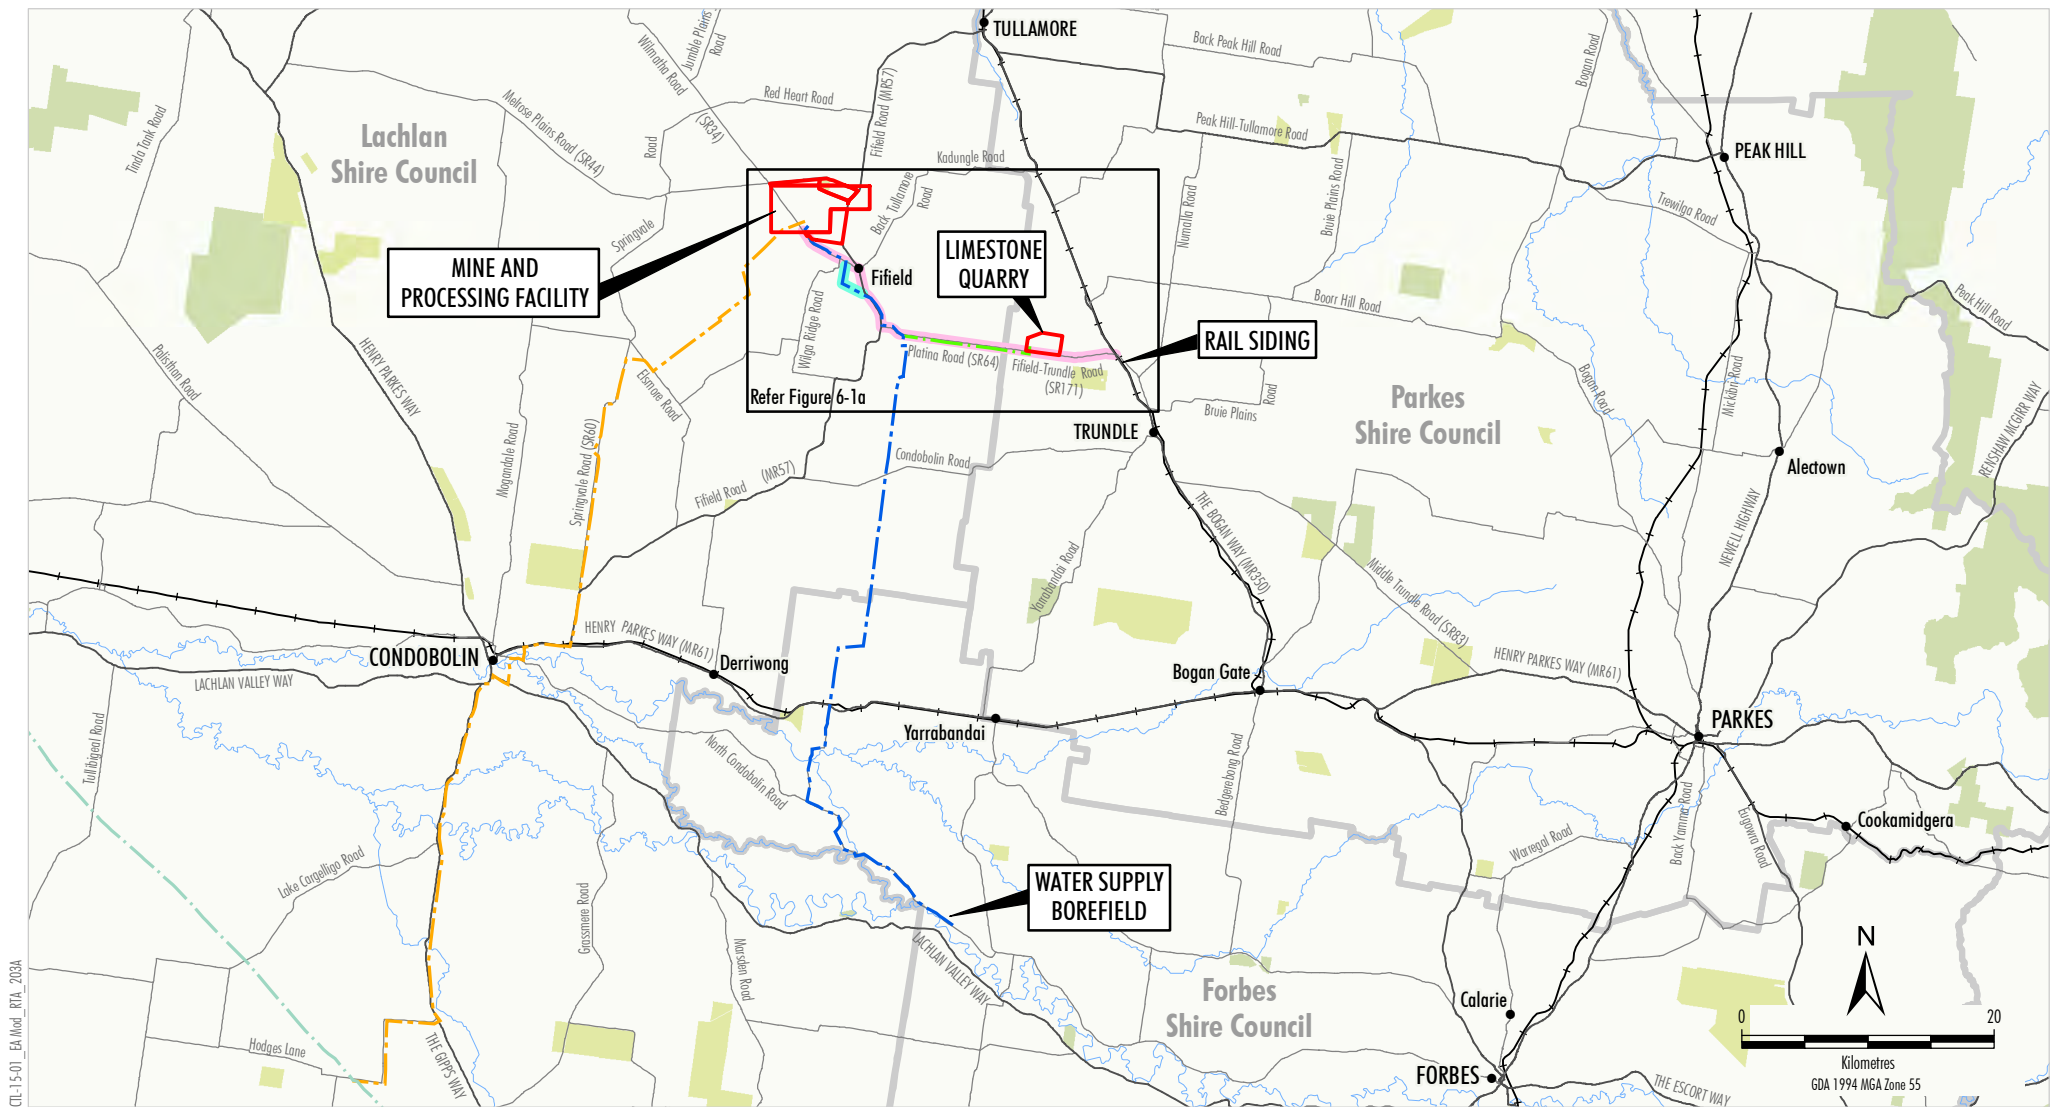 TULLAMORE
Jumble Plains
Road
Wilmatha Road
(SR34)
Back Peak Hill Road
Bogan Road
Fifield Road (MR57)
Red Heart Road
Melrose Plains Road (SR44)
Tinda Tank Road
Lachlan
Shire Council
Road
Springvale
Peak Hill-Tullamore Road
PEAK HILL
Kadungle Road
Back Tullamore
Road
Numalla Road
Bruie Plains Road
Trewilga Road
MINE AND
PROCESSING FACILITY
LIMESTONE
QUARRY
Fifield
Boorr Hill Road
Peak Hill Road
RAIL SIDING
Wilga Ridge Road
Platina Road (SR64)
Fifield-Trundle Road
(SR171)
Refer Figure 6-1a
Polisthon Road
HENRY PARKES WAY
Elsmore Road
Bruie Plains
Road
Parkes
Shire Council
Bogan Road
Mickibri Road
RENSHAW MCGIRR WAY
TRUNDLE
Mogandale Road
Springvale Road (SR60)
Fifield Road (MR57)
Condobolin Road
Alectown
THE BOGAN WAY (MR350)
NEWELL HIGHWAY
Yarrabandai Road
Middle Trundle Road (SR83)
HENRY PARKES WAY (MR61)
CONDOBOLIN
Derriwong
LACHLAN VALLEY WAY
Bogan Gate
HENRY PARKES WAY (MR61)
PARKES
Yarrabandai
Tullibigeal Road
North Condobolin Road
Bedgerebong Road
Back Yamma Road
Eugowra Road
Cookamidgera
Warregal Road
Lake Cargelligo Road
Grassmere Road
WATER SUPPLY
BOREFIELD
Marsden Road
LACHLAN VALLEY WAY
Forbes
Shire Council
Calarie
N
0
20
Kilometres
GDA 1994 MGA Zone 55
Hodges Lane
THE GIPPS WAY
FORBES
THE ESCORT WAY
CTL-15-01_EA Mod_RTA_203A